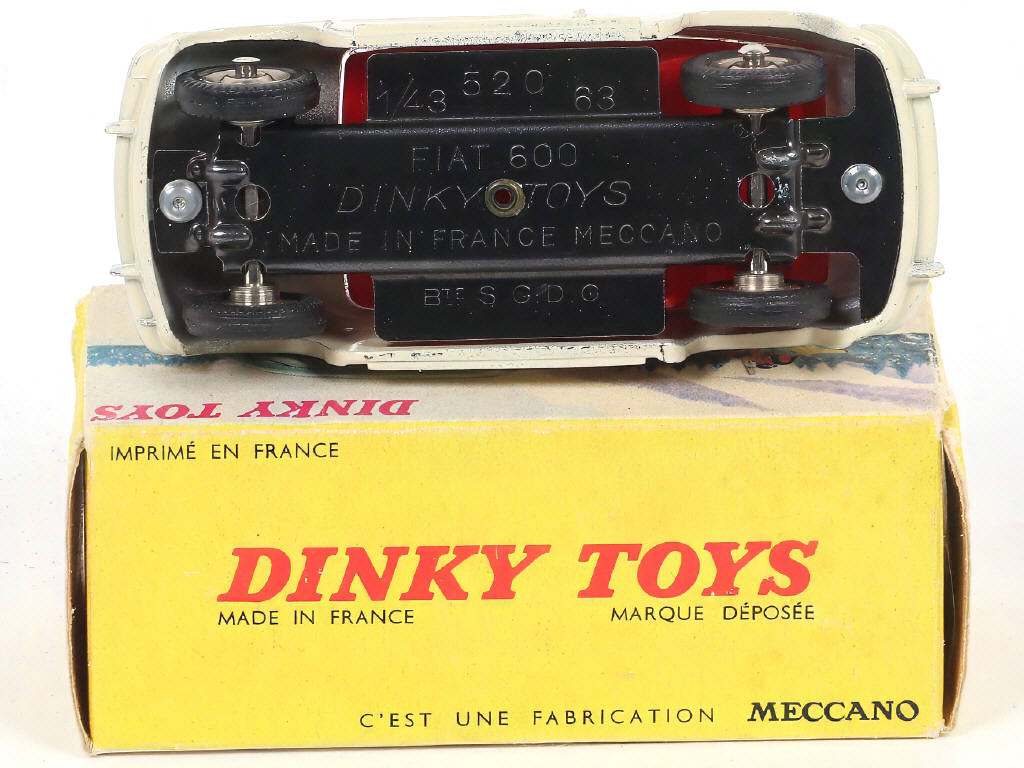 520
1/43 63
FIAT 600
DINKY TOYS
MADE IN FRANCE MECCANO
BTE S.G.D.G
DINKY TOYS
IMPRIMÉ EN FRANCE
DINKY TOYS
MADE IN FRANCE MARQUE DÉPOSÉE
C'EST UNE FABRICATION MECCANO